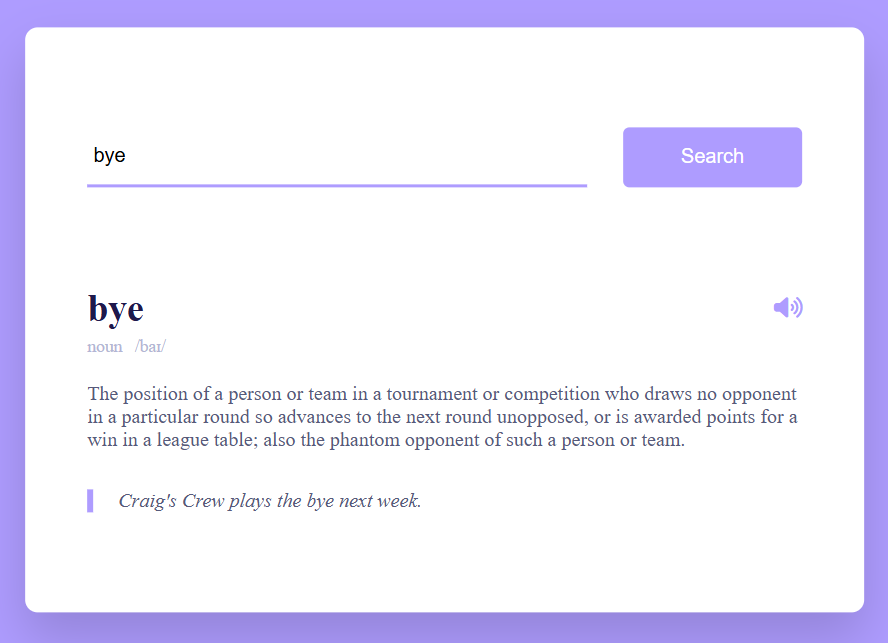 bye
Search
bye
noun /baɪ/
The position of a person or team in a tournament or competition who draws no opponent
in a particular round so advances to the next round unopposed, or is awarded points for a
win in a league table; also the phantom opponent of such a person or team.
Craig's Crew plays the bye next week.